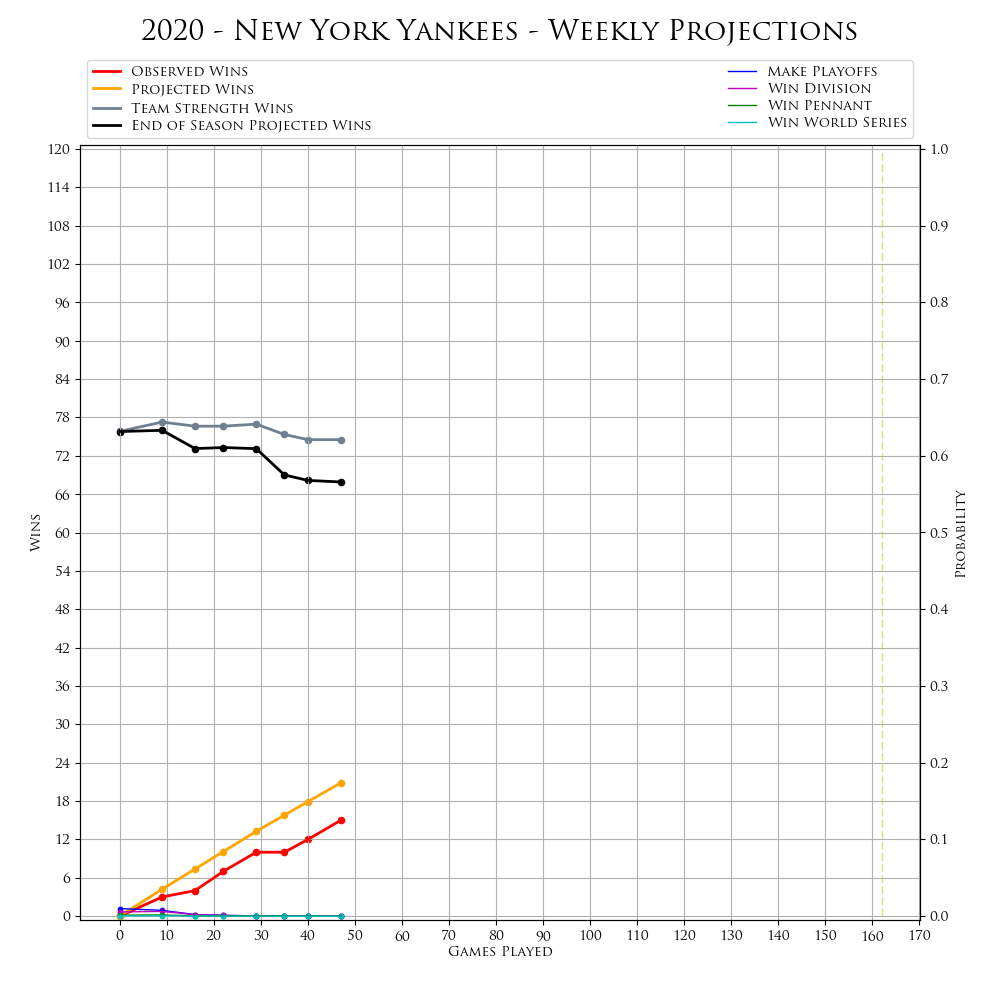 2020 - New York Yankees - Weekly Projections
Observed Wins
Projected Wins
Team Strength Wins
End of Season Projected Wins
Make Playoffs
Win Division
Win Pennant
Win World Series
120
114
108
102
96
90
84
78
72
66
60
54
48
42
36
30
24
18
12
6
0
Wins
1.0
0.9
0.8
0.7
0.6
0.5
0.4
0.3
0.2
0.1
0.0
Probability
0 10 20 30 40 50 60 70 80 90 100 110 120 130 140 150 160 170
Games Played